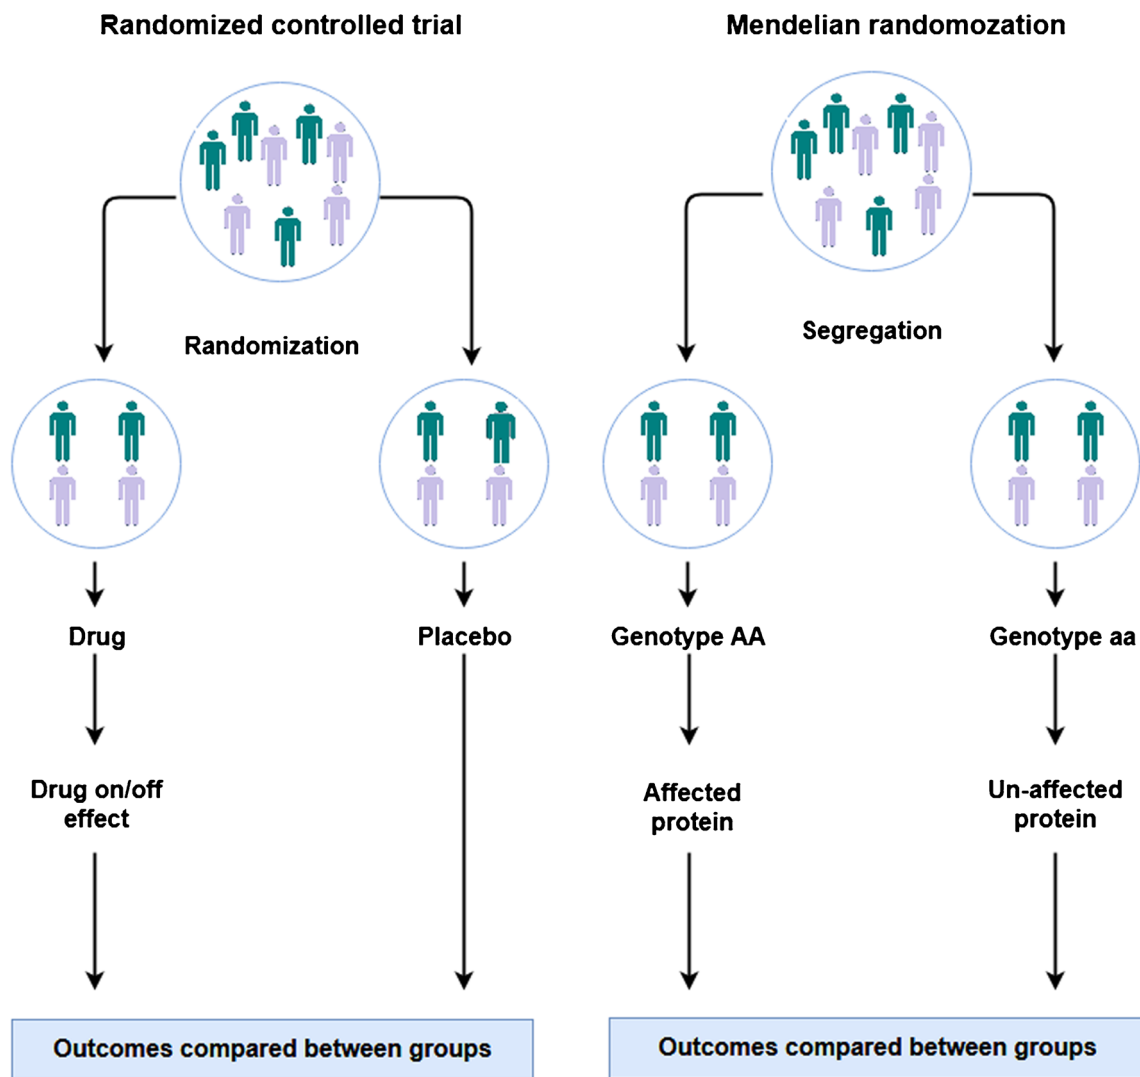 Randomized controlled trial
Randomization
Drug
Placebo
Drug on/off
effect
Outcomes compared between groups
Mendelian randomozation
Segregation
Genotype AA
Genotype aa
Affected
protein
Un-affected
protein
Outcomes compared between groups